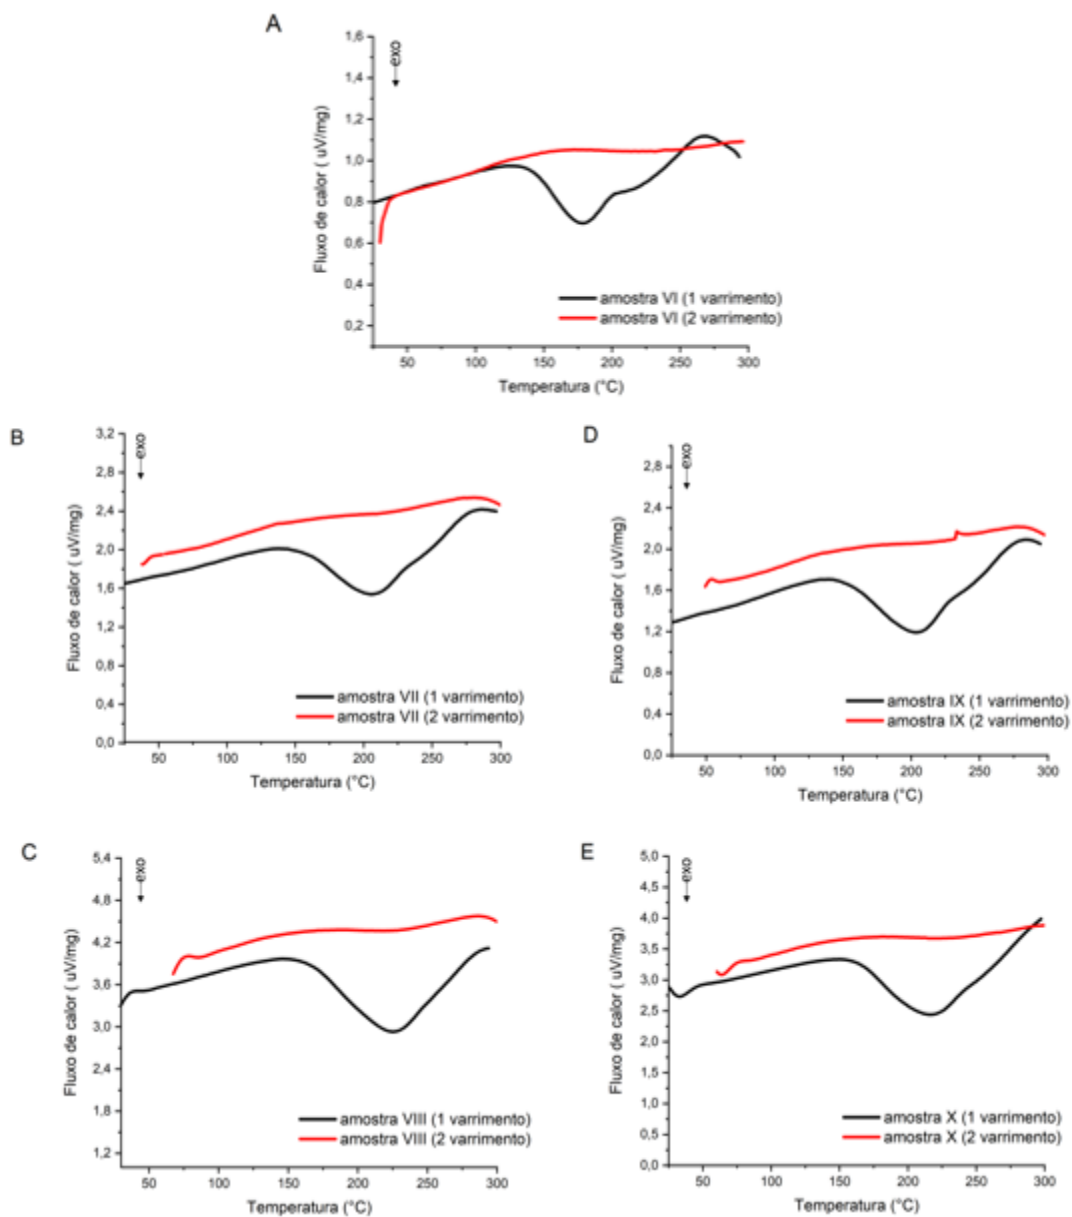 A
exo
1,6
1,4
1,2
1,0
0,8
0,6
0,4
0,2
Fluxo de calor ( uV/mg)
amostra VI (1 varrimento)
amostra VI (2 varrimento)
50 100 150 200 250 300
Temperatura (°C)
B
exo
3,2
2,8
2,4
2,0
1,6
1,2
0,8
0,4
0,0
Fluxo de calor ( uV/mg)
amostra VII (1 varrimento)
amostra VII (2 varrimento)
50 100 150 200 250 300
Temperatura (°C)
D
exo
2,8
2,4
2,0
1,6
1,2
0,8
0,4
0,0
Fluxo de calor ( uV/mg)
amostra IX (1 varrimento)
amostra IX (2 varrimento)
50 100 150 200 250 300
Temperatura (°C)
C
exo
5,4
4,8
4,2
3,6
3,0
2,4
1,8
1,2
Fluxo de calor ( uV/mg)
amostra VIII (1 varrimento)
amostra VIII (2 varrimento)
50 100 150 200 250 300
Temperatura (°C)
E
exo
5,0
4,5
4,0
3,5
3,0
2,5
2,0
1,5
1,0
0,5
0,0
Fluxo de calor ( uV/mg)
amostra X (1 varrimento)
amostra X (2 varrimento)
50 100 150 200 250 300
Temperatura (°C)